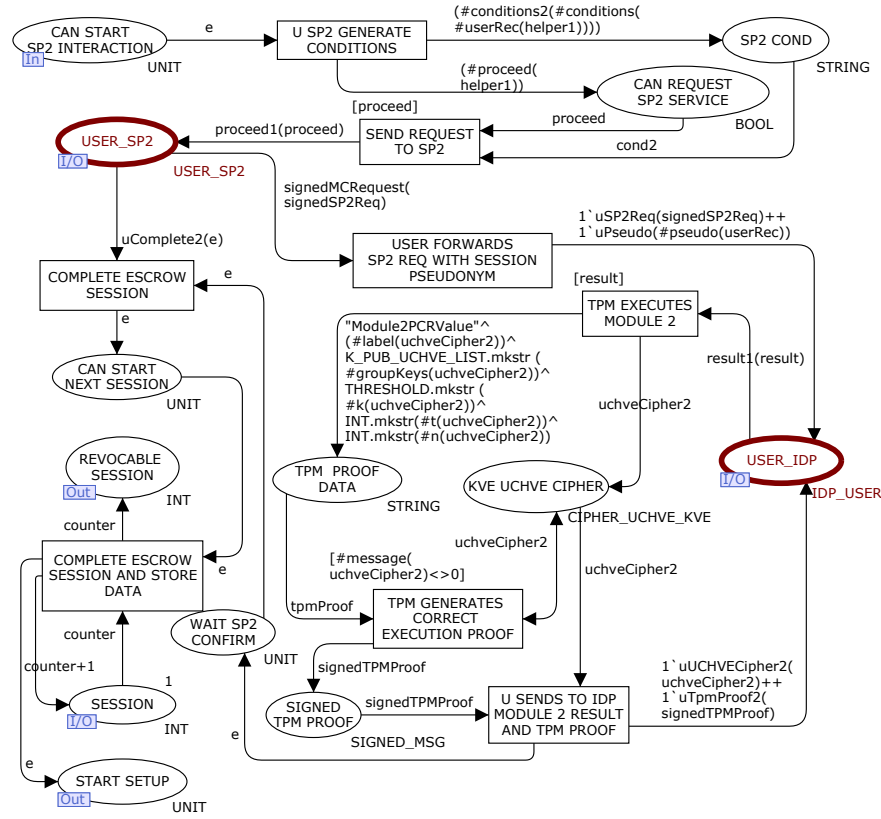 CAN START
SP2 INTERACTION
In
UNIT
e
U SP2 GENERATE
CONDITIONS
(#conditions2(#conditions(
#userRec(helper1))))
SP2 COND
STRING
(#proceed(
helper1))
CAN REQUEST
SP2 SERVICE
BOOL
[proceed]
proceed1(proceed)
SEND REQUEST
TO SP2
proceed
cond2
USER_SP2
I/O
USER_SP2
signedMCRequest(
signedSP2Req)
1`uSP2Req(signedSP2Req)++
1`uPseudo(#pseudo(userRec))
uComplete2(e)
USER FORWARDS
SP2 REQ WITH SESSION
PSEUDONYM
COMPLETE ESCROW
SESSION
e
[result]
TPM EXECUTES
MODULE 2
e
"Module2PCRValue"^
(#label(uchveCipher2))^
K_PUB_UCHVE_LIST.mkstr (
#groupKeys(uchveCipher2))^
THRESHOLD.mkstr (
#k(uchveCipher2))^
INT.mkstr(#t(uchveCipher2))^
INT.mkstr(#n(uchveCipher2))
result1(result)
CAN START
NEXT SESSION
UNIT
uchveCipher2
REVOCABLE
SESSION
Out
INT
TPM  PROOF
DATA
STRING
KVE UCHVE CIPHER
CIPHER_UCHVE_KVE
USER_IDP
I/O
IDP_USER
counter
uchveCipher2
COMPLETE ESCROW
SESSION AND STORE
DATA
e
[#message(
uchveCipher2)<>0]
uchveCipher2
counter
tpmProof
TPM GENERATES
CORRECT
EXECUTION PROOF
WAIT SP2
CONFIRM
UNIT
counter+1
signedTPMProof
1`uUCHVECipher2(
uchveCipher2)++
1`uTpmProof2(
signedTPMProof)
1
SESSION
I/O
INT
SIGNED
TPM PROOF
signedTPMProof
SIGNED_MSG
U SENDS TO IDP
MODULE 2 RESULT
AND TPM PROOF
e
e
START SETUP
Out
UNIT